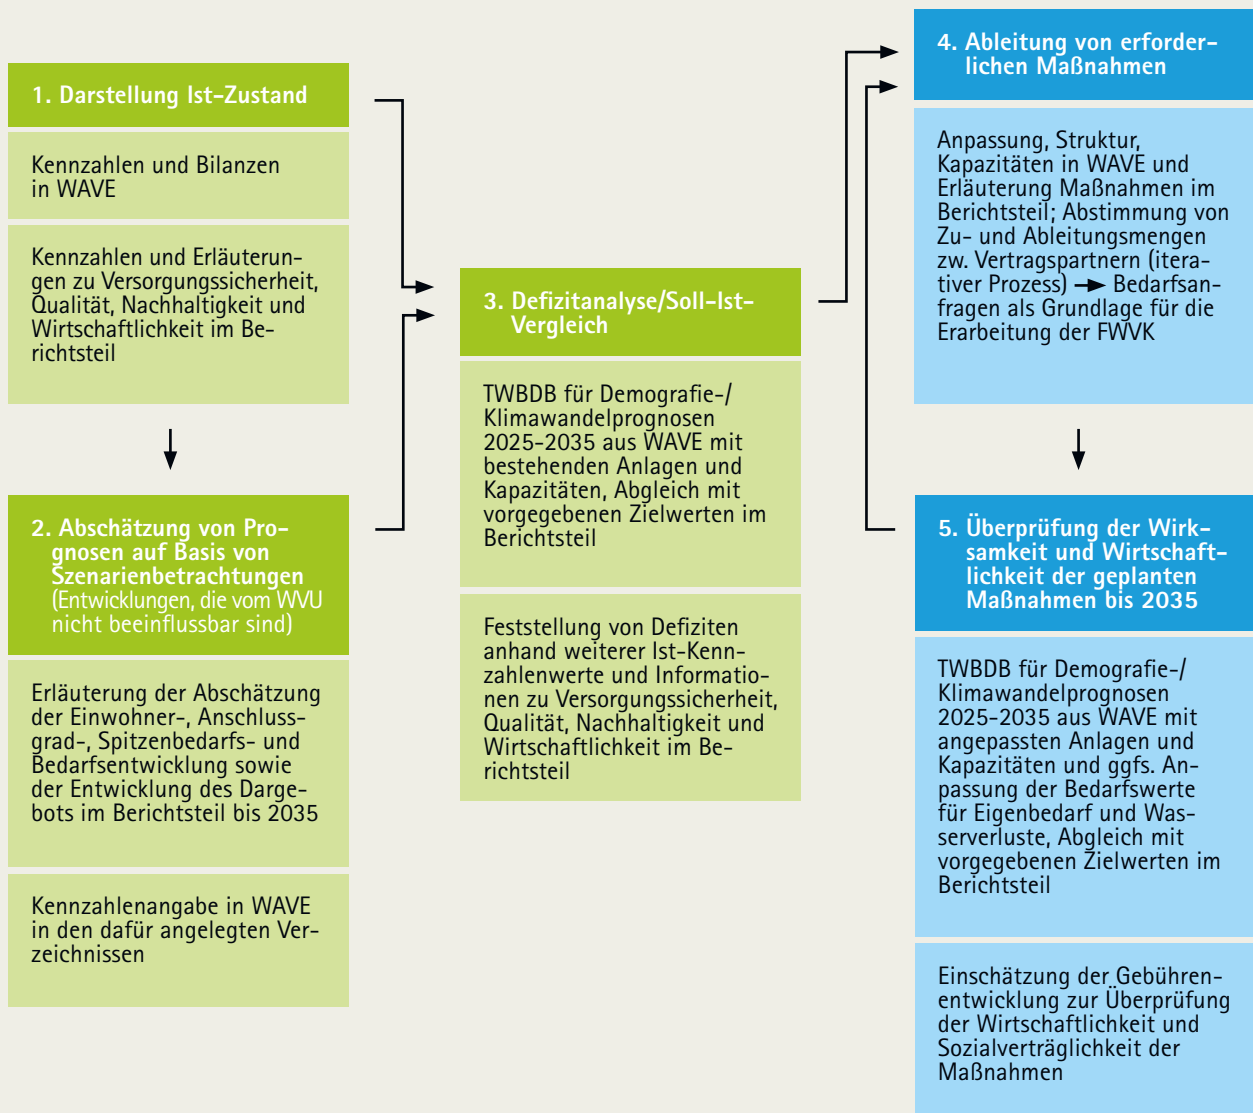 1. Darstellung Ist-Zustand
Kennzahlen und Bilanzen
in WAVE
Kennzahlen und Erläuterun-
gen zu Versorgungssicherheit,
Qualität, Nachhaltigkeit und
Wirtschaftlichkeit im Be-
richtsteil
2. Abschätzung von Pro-
gnosen auf Basis von
Szenarienbetrachtungen
(Entwicklungen, die vom WVU
nicht beeinflussbar sind)
Erläuterung der Abschätzung
der Einwohner-, Anschluss-
grad-, Spitzenbedarfs- und
Bedarfsentwicklung sowie
der Entwicklung des Darge-
bots im Berichtsteil bis 2035
Kennzahlenangabe in WAVE
in den dafür angelegten Ver-
zeichnissen
3. Defizitanalyse/Soll-Ist-
Vergleich
TWBDB für Demografie-/
Klimawandelprognosen
2025-2035 aus WAVE mit
bestehenden Anlagen und
Kapazitäten, Abgleich mit
vorgegebenen Zielwerten im
Berichtsteil
Feststellung von Defiziten
anhand weiterer Ist-Kenn-
zahlenwerte und Informatio-
nen zu Versorgungssicherheit,
Qualität, Nachhaltigkeit und
Wirtschaftlichkeit im Be-
richtsteil
4. Ableitung von erforder-
lichen Maßnahmen
Anpassung, Struktur,
Kapazitäten in WAVE und
Erläuterung Maßnahmen im
Berichtsteil; Abstimmung von
Zu- und Ableitungsmengen
zw. Vertragspartnern (itera-
tiver Prozess) → Bedarfsan-
fragen als Grundlage für die
Erarbeitung der FWVK
5. Überprüfung der Wirk-
samkeit und Wirtschaft-
lichkeit der geplanten
Maßnahmen bis 2035
TWBDB für Demografie-/
Klimawandelprognosen
2025-2035 aus WAVE mit
angepassten Anlagen und
Kapazitäten und ggfs. An-
passung der Bedarfswerte
für Eigenbedarf und Was-
serverluste, Abgleich mit
vorgegebenen Zielwerten im
Berichtsteil
Einschätzung der Gebühren-
entwicklung zur Überprüfung
der Wirtschaftlichkeit und
Sozialverträglichkeit der
Maßnahmen